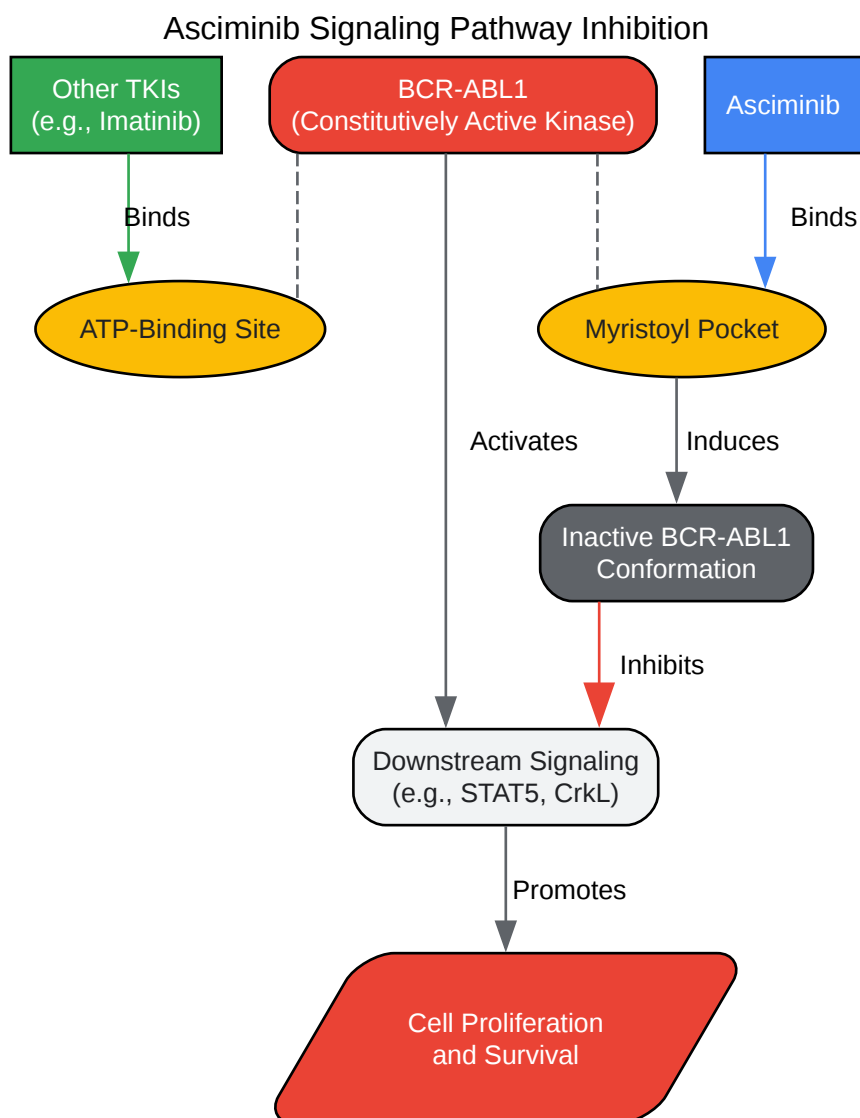 Asciminib Signaling Pathway Inhibition
Other TKIs
(e.g., Imatinib)
BCR-ABL1
(Constitutively Active Kinase)
Asciminib
Binds
Binds
ATP-Binding Site
Myristoyl Pocket
Activates
Induces
Inactive BCR-ABL1
Conformation
Inhibits
Downstream Signaling
(e.g., STAT5, CrkL)
Promotes
Cell Proliferation
and Survival